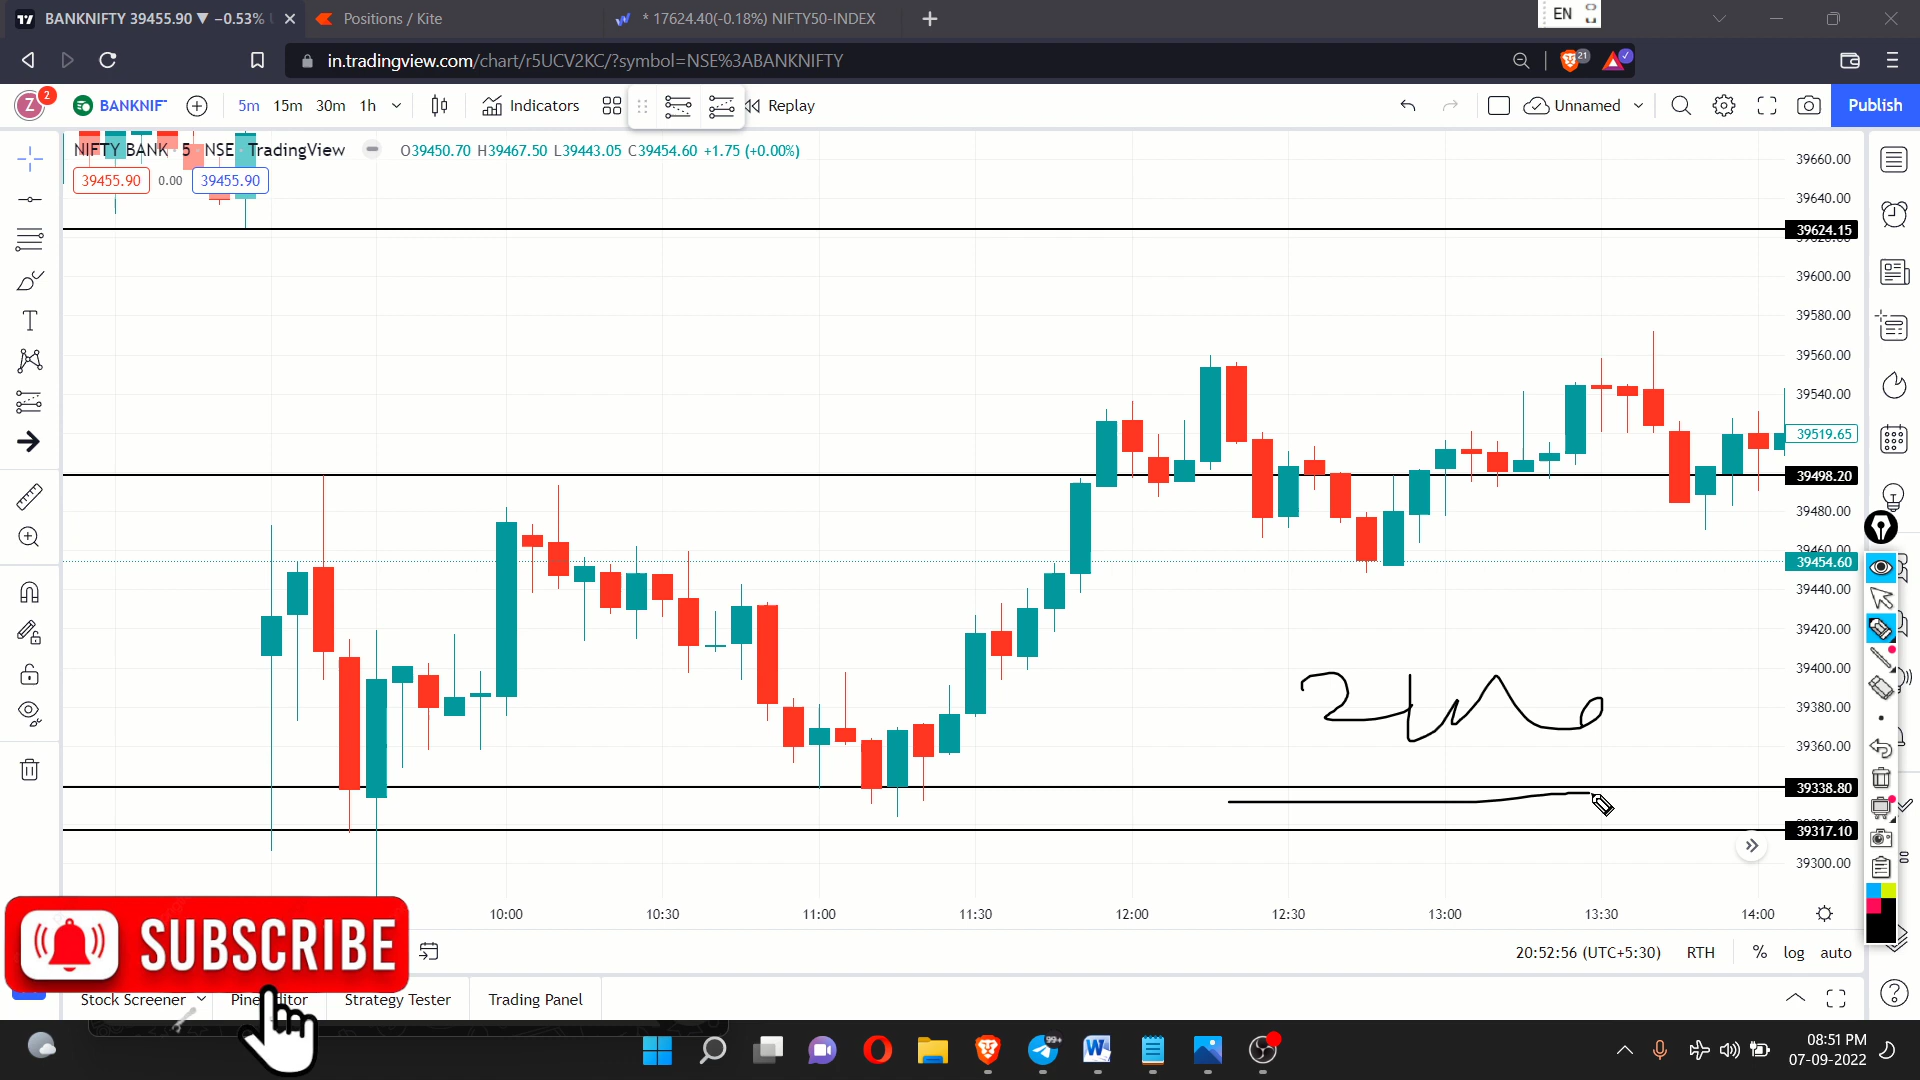 BANKNIFTY 39455.90 ▼ −0.53%
Positions / Kite
* 17624.40(-0.18%) NIFTY50-INDEX
EN
in.tradingview.com/chart/r5UCV2KC/?symbol=NSE%3ABANKNIFTY
21
Z 2 BANKNIF 5m 15m 30m 1h Indicators Replay Unnamed Publish
NIFTY BANK 5 NSE TradingView O39450.70 H39467.50 L39443.05 C39454.60 +1.75 (+0.00%)
39455.90 0.00 39455.90
39660.00
39640.00
39624.15
39600.00
39580.00
39560.00
39540.00
39519.65
39498.20
39480.00
39460.00
39454.60
39440.00
39420.00
39400.00
39380.00
39360.00
39338.80
39317.10
39300.00
10:00 10:30 11:00 11:30 12:00 12:30 13:00 13:30 14:00
SUBSCRIBE
20:52:56 (UTC+5:30) RTH % log auto
Stock Screener Pine Editor Strategy Tester Trading Panel
99+
08:51 PM
07-09-2022